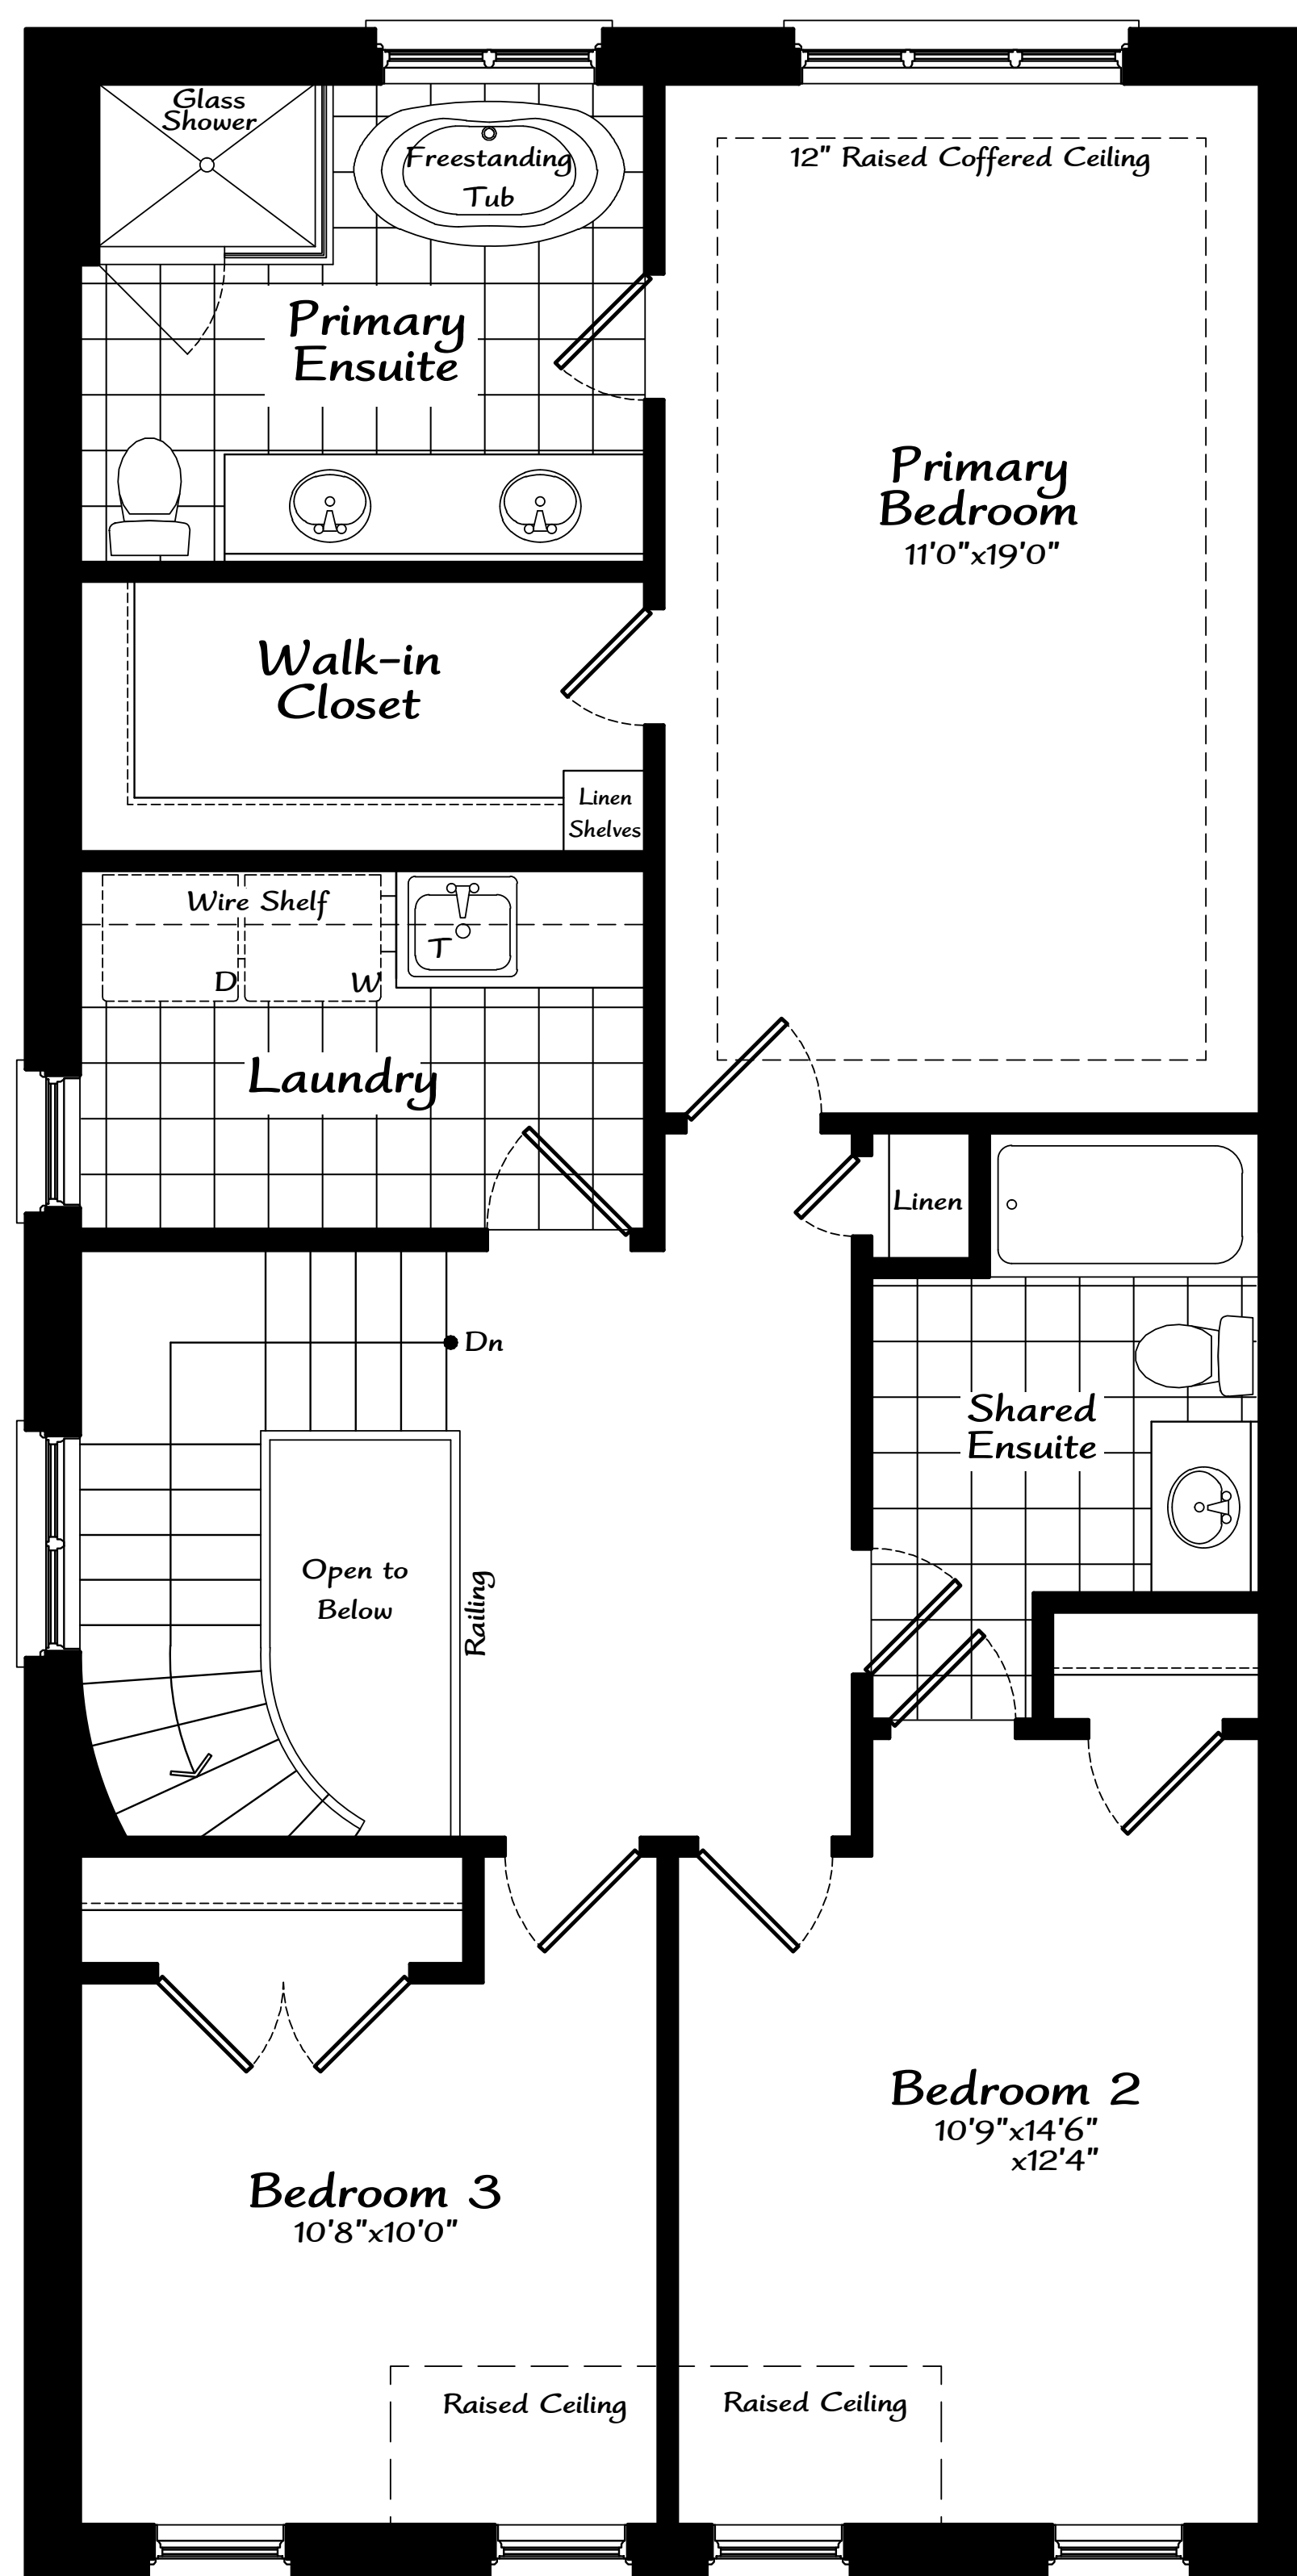 Glass
Shower
Freestanding
Tub
12" Raised Coffered Ceiling
Primary
Ensuite
Primary
Bedroom
11'0"x19'0"
Walk-in
Closet
Linen
Shelves
Wire Shelf
T
D
W
Laundry
Linen
Dn
Shared
Ensuite
Open to
Below
Railing
Bedroom 2
10'9"x14'6"
x12'4"
Bedroom 3
10'8"x10'0"
Raised Ceiling
Raised Ceiling